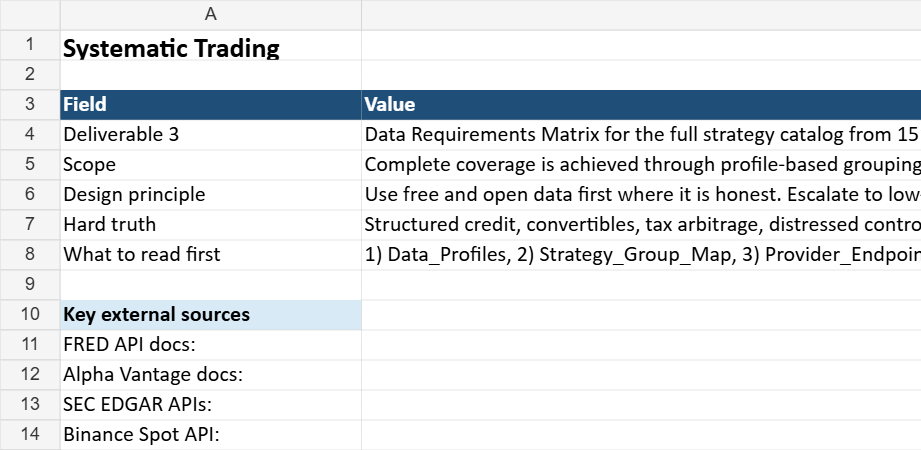 A
1 Systematic Trading
2
3 Field Value
4 Deliverable 3 Data Requirements Matrix for the full strategy catalog from 15
5 Scope Complete coverage is achieved through profile-based grouping
6 Design principle Use free and open data first where it is honest. Escalate to low-
7 Hard truth Structured credit, convertibles, tax arbitrage, distressed contro
8 What to read first 1) Data_Profiles, 2) Strategy_Group_Map, 3) Provider_Endpoin
9
10 Key external sources
11 FRED API docs:
12 Alpha Vantage docs:
13 SEC EDGAR APIs:
14 Binance Spot API: